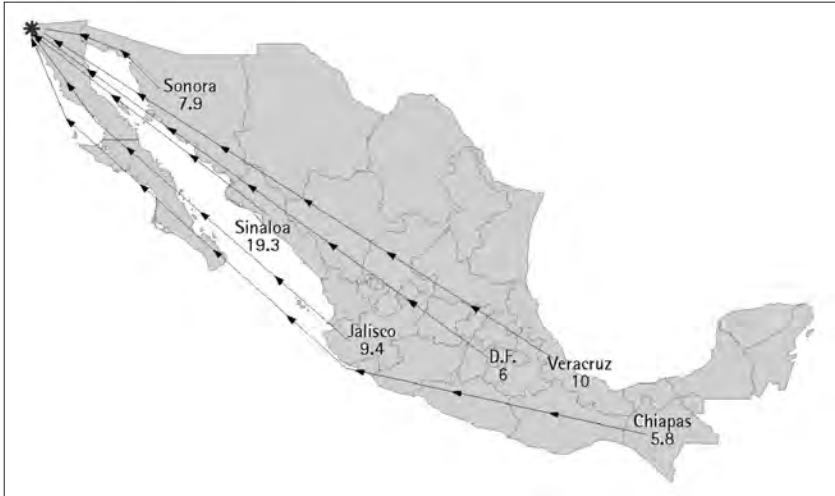 Sonora
7.9
Sinaloa
19.3
Jalisco
9.4
D.F.
6
Veracruz
10
Chiapas
5.8